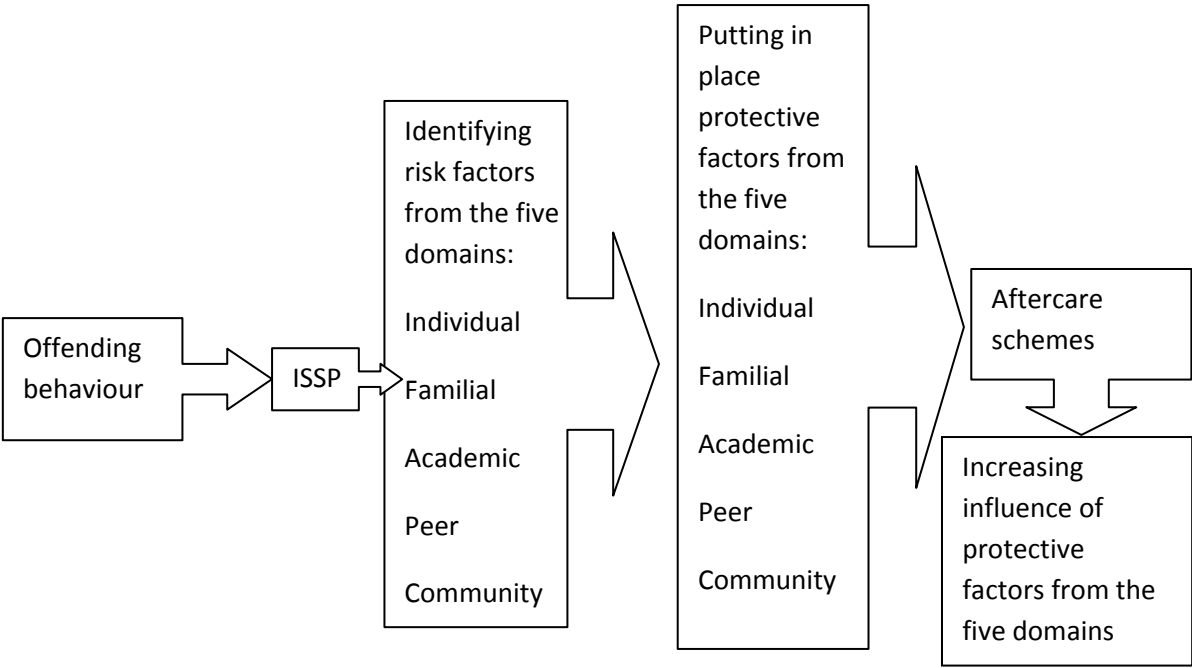 Offending
behaviour
ISSP
Identifying
risk factors
from the five
domains:
Individual
Familial
Academic
Peer
Community
Putting in
place
protective
factors from
the five
domains:
Individual
Familial
Academic
Peer
Community
Aftercare
schemes
Increasing
influence of
protective
factors from the
five domains